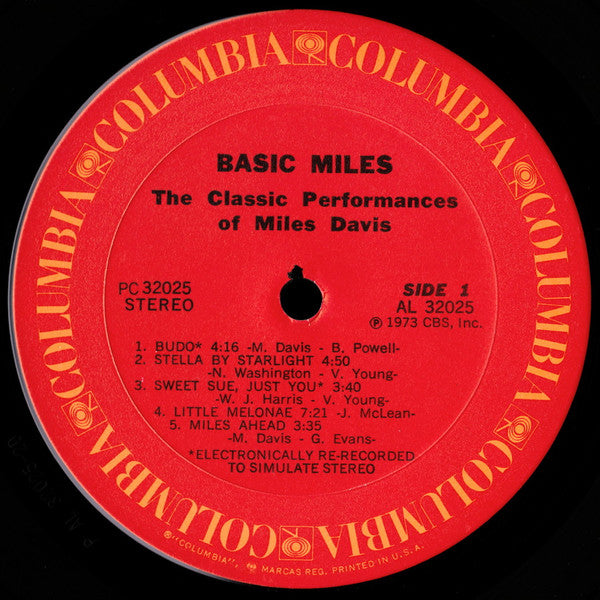 COLUMBIA COLUMBIA COLUMBIA COLUMBIA COLUMBIA COLUMBIA
BASIC MILES
The Classic Performances
of Miles Davis
PC 32025
STEREO
SIDE 1
AL 32025
Ⓟ 1973 CBS, Inc.
1. BUDO* 4:16 -M. Davis - B. Powell-
2. STELLA BY STARLIGHT 4:50
-N. Washington - V. Young-
3. SWEET SUE, JUST YOU* 3:40
-W. J. Harris - V. Young-
4. LITTLE MELONAE 7:21 -J. McLean-
5. MILES AHEAD 3:35
-M. Davis - G. Evans-
*ELECTRONICALLY RE-RECORDED
TO SIMULATE STEREO
®"COLUMBIA", MARCAS REG. PRINTED IN U.S.A.